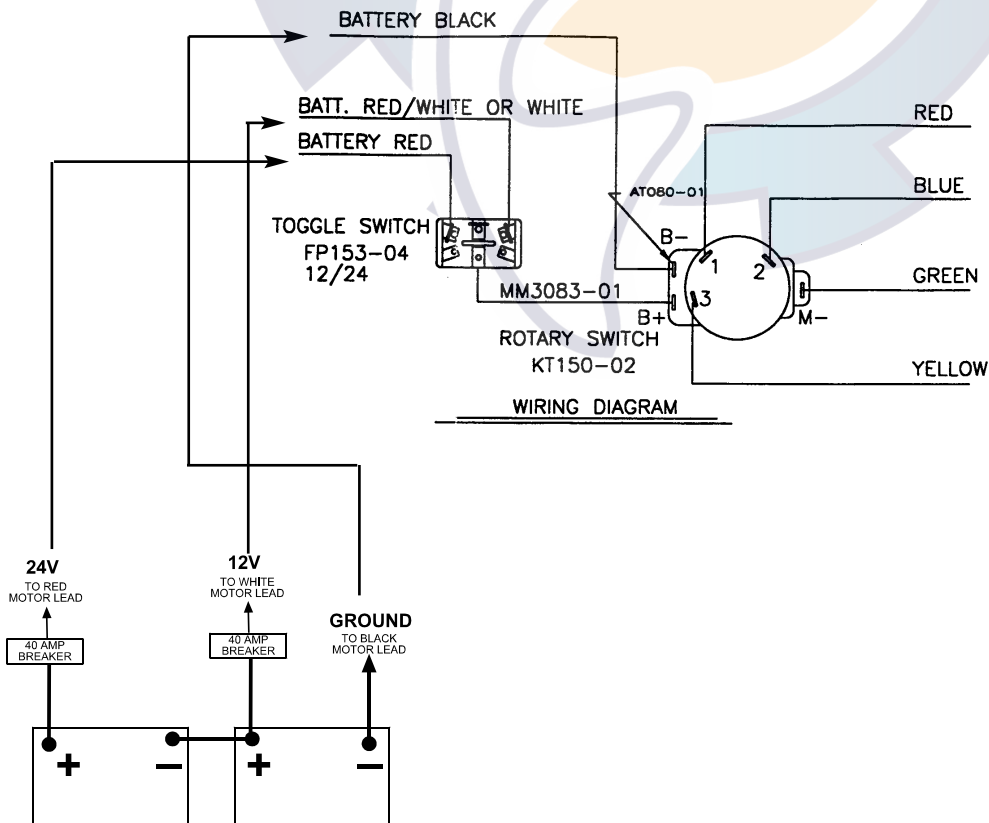 BATTERY BLACK
BATT. RED/WHITE OR WHITE
BATTERY RED
RED
AT080-01
BLUE
TOGGLE SWITCH
FP153-04
12/24
B-
1
2
3
GREEN
MM3083-01
B+
M-
ROTARY SWITCH
KT150-02
YELLOW
WIRING DIAGRAM
24V
TO RED
MOTOR LEAD
40 AMP
BREAKER
12V
TO WHITE
MOTOR LEAD
40 AMP
BREAKER
GROUND
TO BLACK
MOTOR LEAD
+
−
+
−